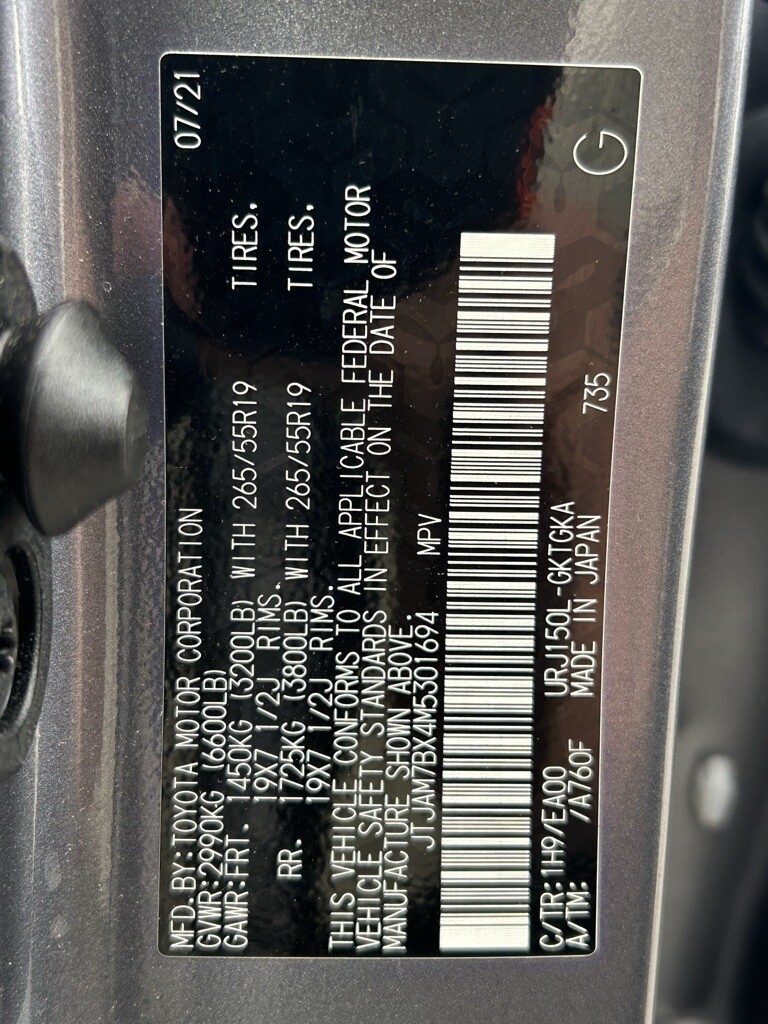 MFD.BY:TOYOTA MOTOR CORPORATION 07/21
GVWR:2990KG (6600LB)
GAWR:FRT. 1450KG (3200LB) WITH 265/55R19 TIRES.
19X7 1/2J RIMS.
RR. 1725KG (3800LB) WITH 265/55R19 TIRES.
19X7 1/2J RIMS.
THIS VEHICLE CONFORMS TO ALL APPLICABLE FEDERAL MOTOR
VEHICLE SAFETY STANDARDS IN EFFECT ON THE DATE OF
MANUFACTURE SHOWN ABOVE.
JTJAM7BX4M5301694 MPV
C/TR:1H9/EA00 URJ150L-GKTGKA
A/TM: /A760F MADE IN JAPAN 735 G